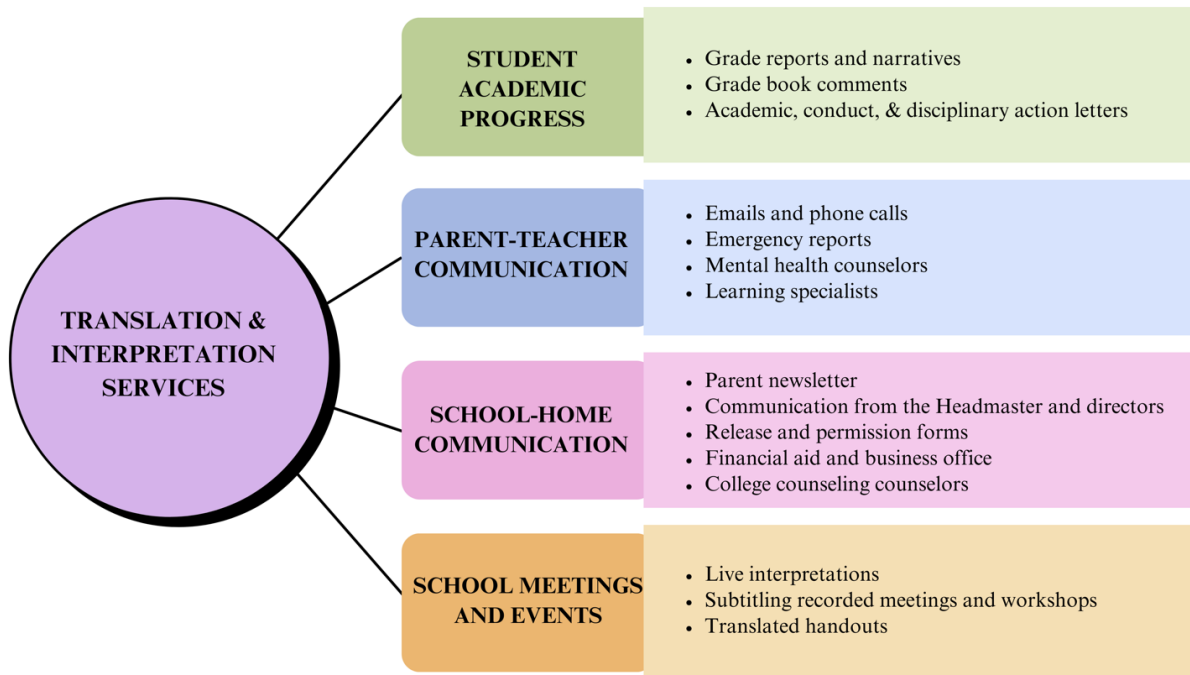 TRANSLATION &
INTERPRETATION
SERVICES
STUDENT
ACADEMIC
PROGRESS
• Grade reports and narratives
• Grade book comments
• Academic, conduct, & disciplinary action letters
PARENT-TEACHER
COMMUNICATION
• Emails and phone calls
• Emergency reports
• Mental health counselors
• Learning specialists
SCHOOL-HOME
COMMUNICATION
• Parent newsletter
• Communication from the Headmaster and directors
• Release and permission forms
• Financial aid and business office
• College counseling counselors
SCHOOL MEETINGS
AND EVENTS
• Live interpretations
• Subtitling recorded meetings and workshops
• Translated handouts